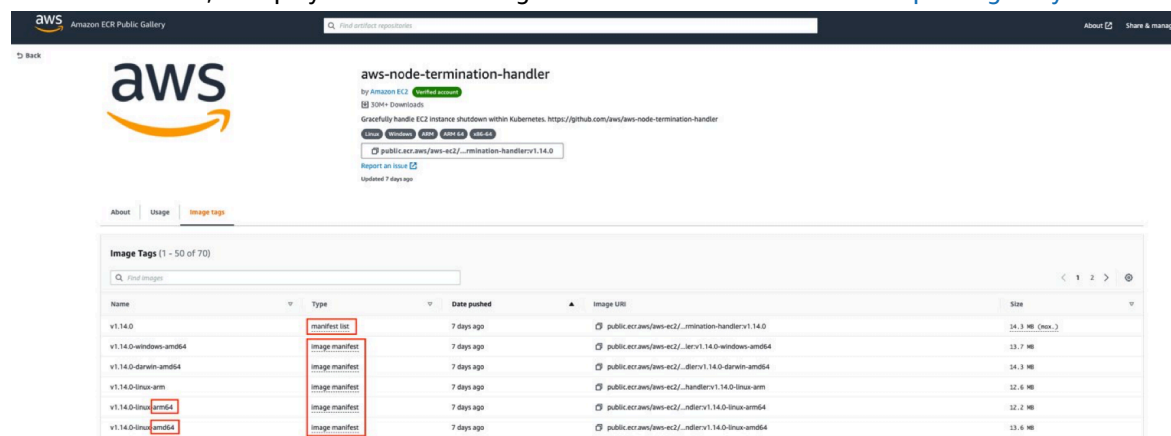 aws Amazon ECR Public Gallery Find artifact repositories About Share & manag
Back
aws
aws-node-termination-handler
by Amazon EC2 Verified account
30M+ Downloads
Gracefully handle EC2 instance shutdown within Kubernetes. https://github.com/aws/aws-node-termination-handler
Linux Windows ARM ARM 64 x86-64
public.ecr.aws/aws-ec2/...rmination-handler:v1.14.0
Report an issue
Updated 7 days ago
About Usage Image tags
Image Tags (1 - 50 of 70)
Find images < 1 2 >
Name Type Date pushed Image URI Size
v1.14.0 manifest list 7 days ago public.ecr.aws/aws-ec2/...rmination-handler:v1.14.0 14.3 MB (max.)
v1.14.0-windows-amd64 image manifest 7 days ago public.ecr.aws/aws-ec2/...ler:v1.14.0-windows-amd64 13.7 MB
v1.14.0-darwin-amd64 image manifest 7 days ago public.ecr.aws/aws-ec2/...dler:v1.14.0-darwin-amd64 14.3 MB
v1.14.0-linux-arm image manifest 7 days ago public.ecr.aws/aws-ec2/...handler:v1.14.0-linux-arm 12.6 MB
v1.14.0-linux-arm64 image manifest 7 days ago public.ecr.aws/aws-ec2/...ndler:v1.14.0-linux-arm64 12.2 MB
v1.14.0-linux-amd64 image manifest 7 days ago public.ecr.aws/aws-ec2/...ndler:v1.14.0-linux-amd64 13.6 MB